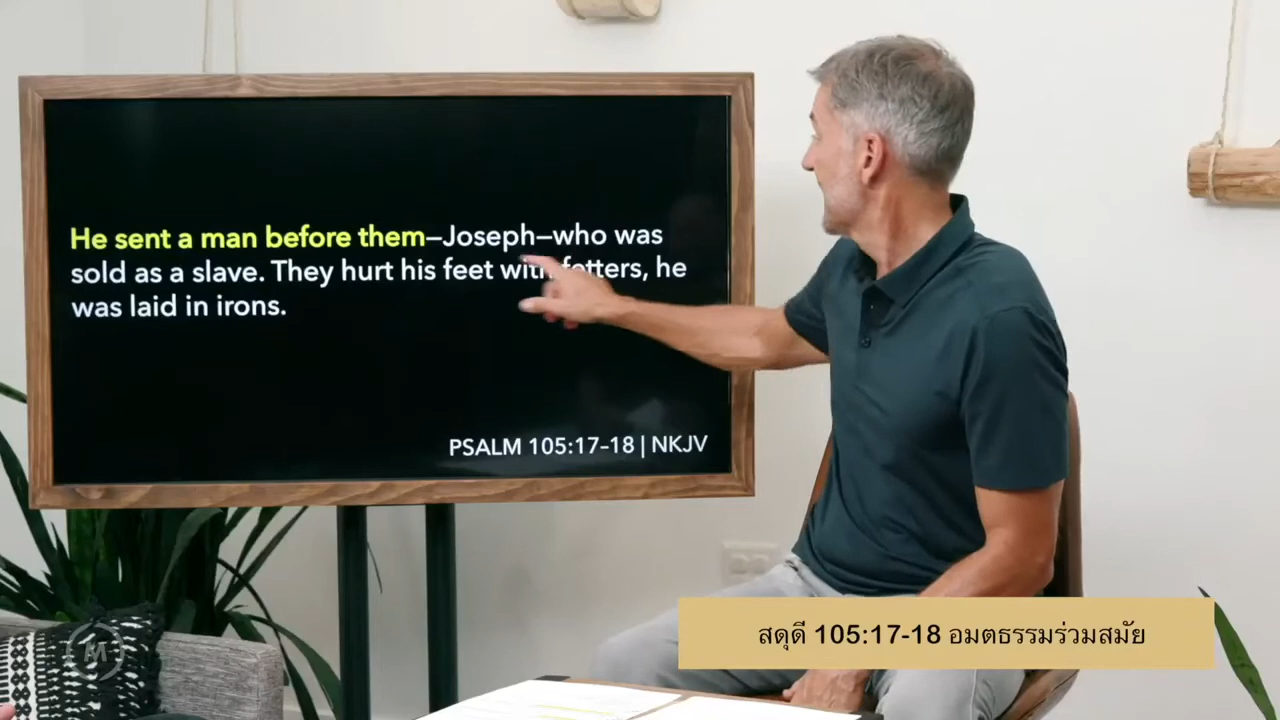 He sent a man before them–Joseph–who was
sold as a slave. They hurt his feet with fetters, he
was laid in irons.
PSALM 105:17–18 | NKJV
สดุดี 105:17-18 อมตธรรมร่วมสมัย
M